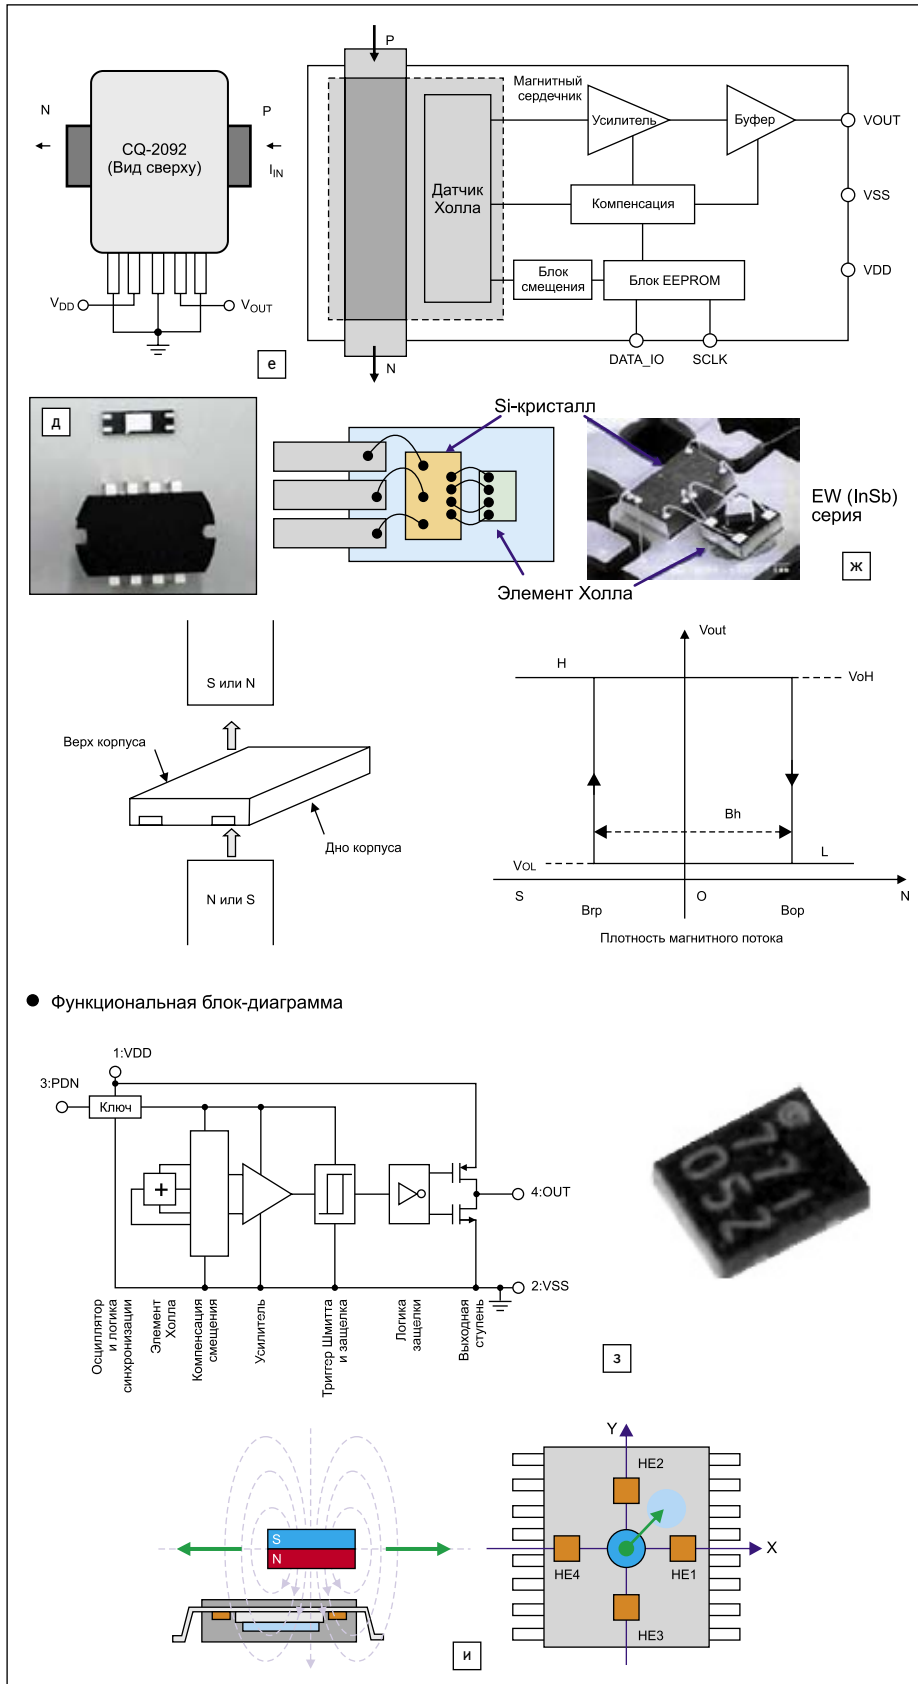 N
P
CQ-2092
(Вид сверху)
IIN
VDD
VOUT
е
P
Магнитный
сердечник
Усилитель
Буфер
VOUT
Датчик
Холла
Компенсация
VSS
Блок
смещения
Блок EEPROM
VDD
DATA_IO
SCLK
N
д
Si-кристалл
EW (InSb)
серия
Элемент Холла
ж
S или N
Верх корпуса
Дно корпуса
N или S
Vout
H
VoH
Bh
VOL
L
S
O
N
Brp
Bop
Плотность магнитного потока
● Функциональная блок-диаграмма
1:VDD
3:PDN
Ключ
+
4:OUT
2:VSS
Осциллятор
и логика
синхронизации
Элемент
Холла
Компенсация
смещения
Усилитель
Триггер Шмитта
и защелка
Логика
защелки
Выходная
ступень
711
052
з
S
N
Y
HE2
X
HE4
HE1
HE3
и